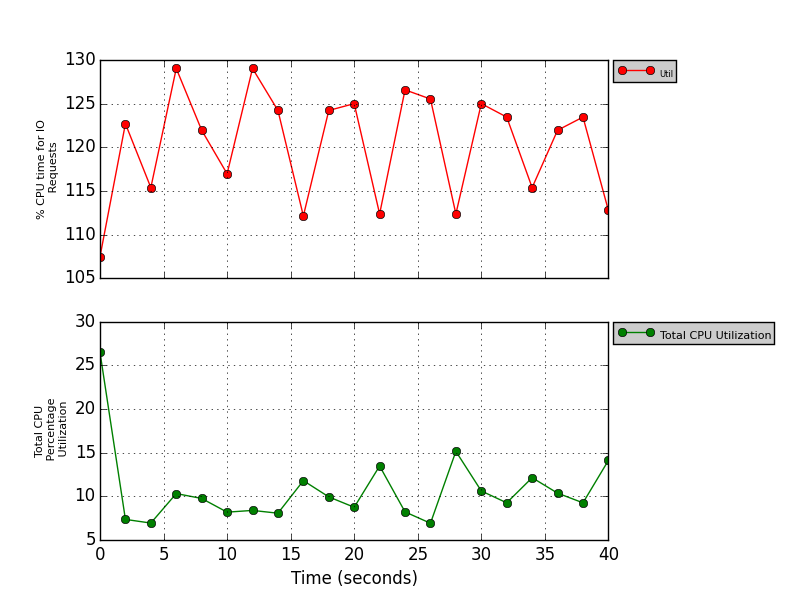 130
125
120
115
110
105
% CPU time for IO
Requests
Util
30
25
20
15
10
5
Total CPU
Percentage
Utilization
Total CPU Utilization
0 5 10 15 20 25 30 35 40
Time (seconds)